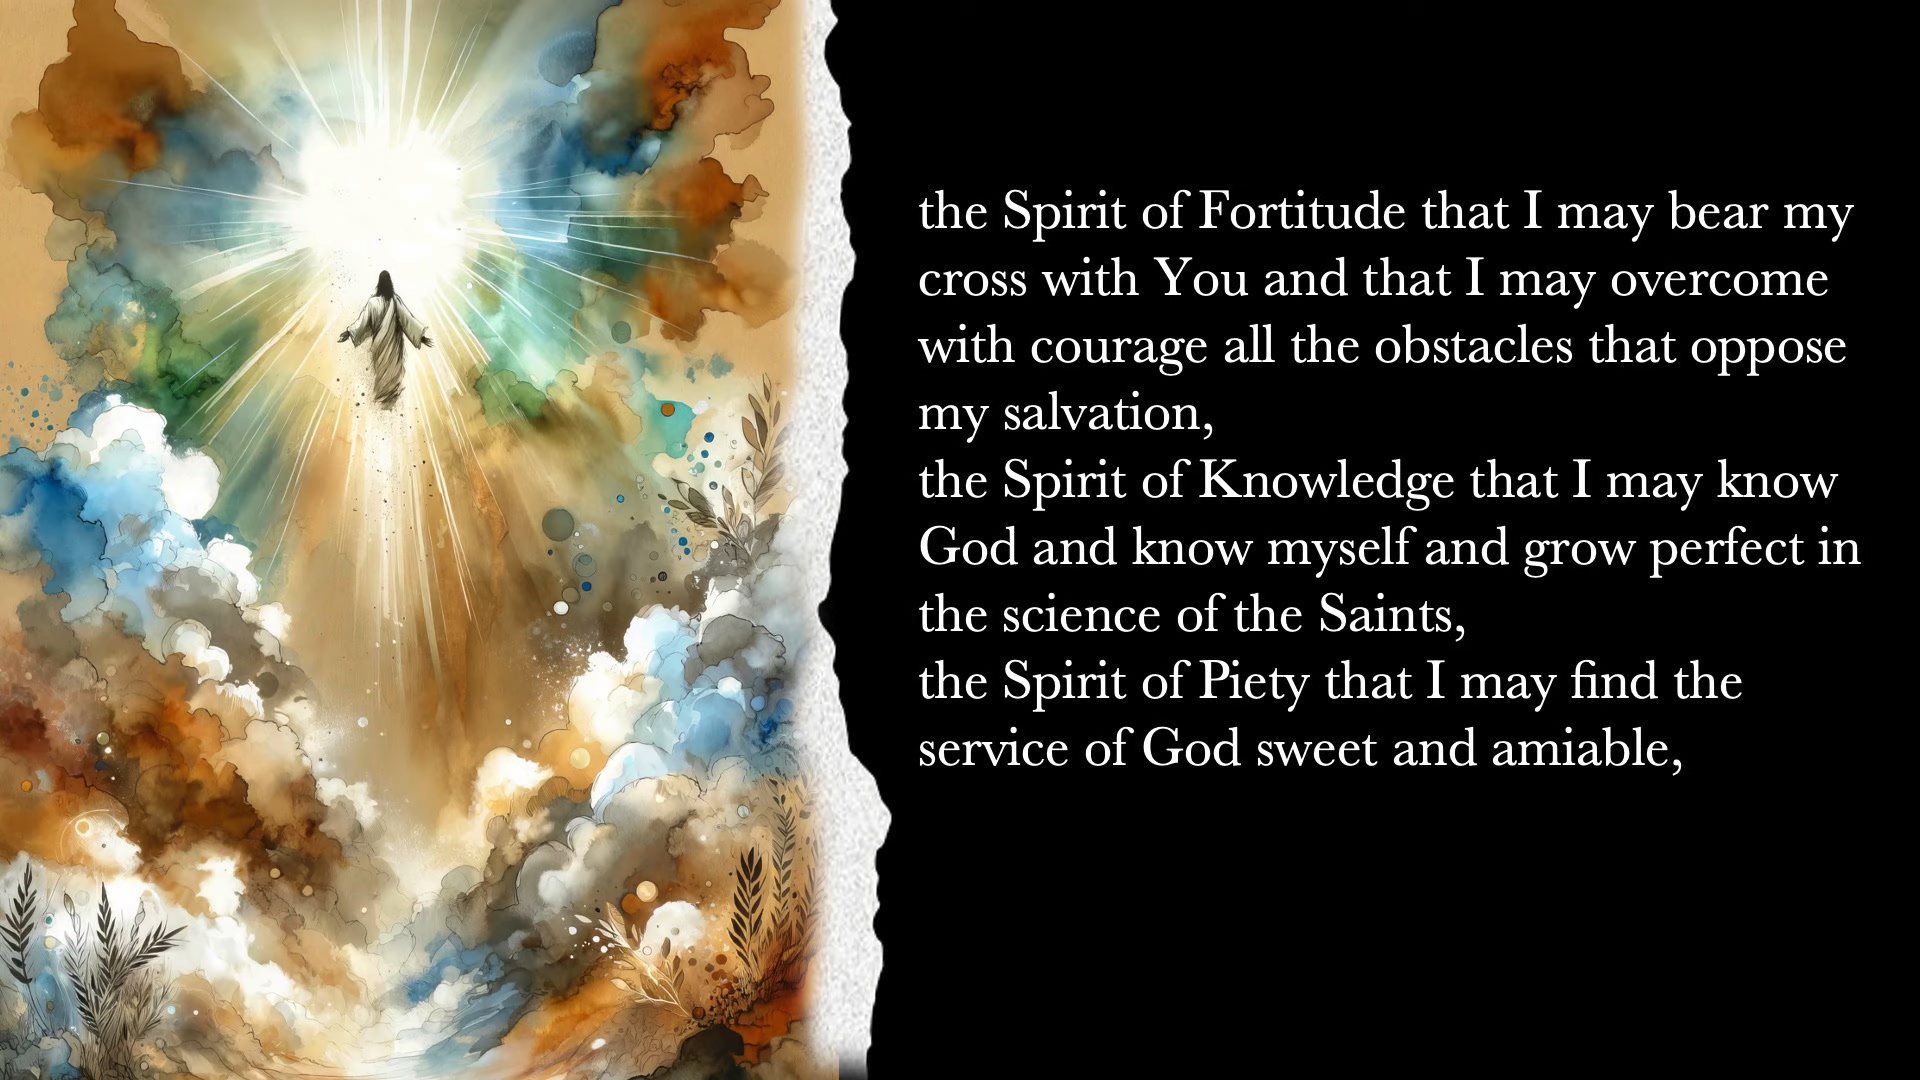 the Spirit of Fortitude that I may bear my
cross with You and that I may overcome
with courage all the obstacles that oppose
my salvation,
the Spirit of Knowledge that I may know
God and know myself and grow perfect in
the science of the Saints,
the Spirit of Piety that I may find the
service of God sweet and amiable,